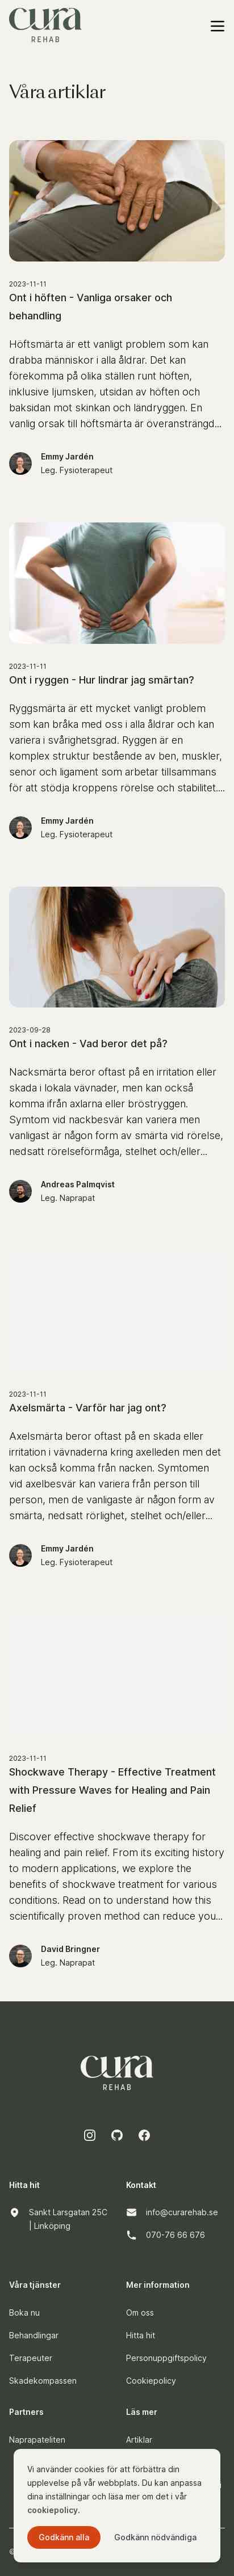 cura
REHAB
Våra artiklar
2023-11-11
Ont i höften - Vanliga orsaker och
behandling
Höftsmärta är ett vanligt problem som kan
drabba människor i alla åldrar. Det kan
förekomma på olika ställen runt höften,
inklusive ljumsken, utsidan av höften och
baksidan mot skinkan och ländryggen. En
vanlig orsak till höftsmärta är överansträngd...
Emmy Jardén
Leg. Fysioterapeut
2023-11-11
Ont i ryggen - Hur lindrar jag smärtan?
Ryggsmärta är ett mycket vanligt problem
som kan bråka med oss i alla åldrar och kan
variera i svårighetsgrad. Ryggen är en
komplex struktur bestående av ben, muskler,
senor och ligament som arbetar tillsammans
för att stödja kroppens rörelse och stabilitet....
Emmy Jardén
Leg. Fysioterapeut
2023-09-28
Ont i nacken - Vad beror det på?
Nacksmärta beror oftast på en irritation eller
skada i lokala vävnader, men kan också
komma ifrån axlarna eller bröstryggen.
Symtom vid nackbesvär kan variera men
vanligast är någon form av smärta vid rörelse,
nedsatt rörelseförmåga, stelhet och/eller...
Andreas Palmqvist
Leg. Naprapat
2023-11-11
Axelsmärta - Varför har jag ont?
Axelsmärta beror oftast på en skada eller
irritation i vävnaderna kring axelleden men det
kan också komma från nacken. Symtomen
vid axelbesvär kan variera från person till
person, men de vanligaste är någon form av
smärta, nedsatt rörlighet, stelhet och/eller...
Emmy Jardén
Leg. Fysioterapeut
2023-11-11
Shockwave Therapy - Effective Treatment
with Pressure Waves for Healing and Pain
Relief
Discover effective shockwave therapy for
healing and pain relief. From its exciting history
to modern applications, we explore the
benefits of shockwave treatment for various
conditions. Read on to understand how this
scientifically proven method can reduce you...
David Bringner
Leg. Naprapat
cura
REHAB
Hitta hit
Sankt Larsgatan 25C
| Linköping
Kontakt
info@curarehab.se
070-76 66 676
Våra tjänster
Boka nu
Behandlingar
Terapeuter
Skadekompassen
Mer information
Om oss
Hitta hit
Personuppgiftspolicy
Cookiepolicy
Partners
Naprapateliten
Läs mer
Artiklar
Vi använder cookies för att förbättra din
upplevelse på vår webbplats. Du kan anpassa
dina inställningar och läsa mer om det i vår
cookiepolicy.
Godkänn alla
Godkänn nödvändiga